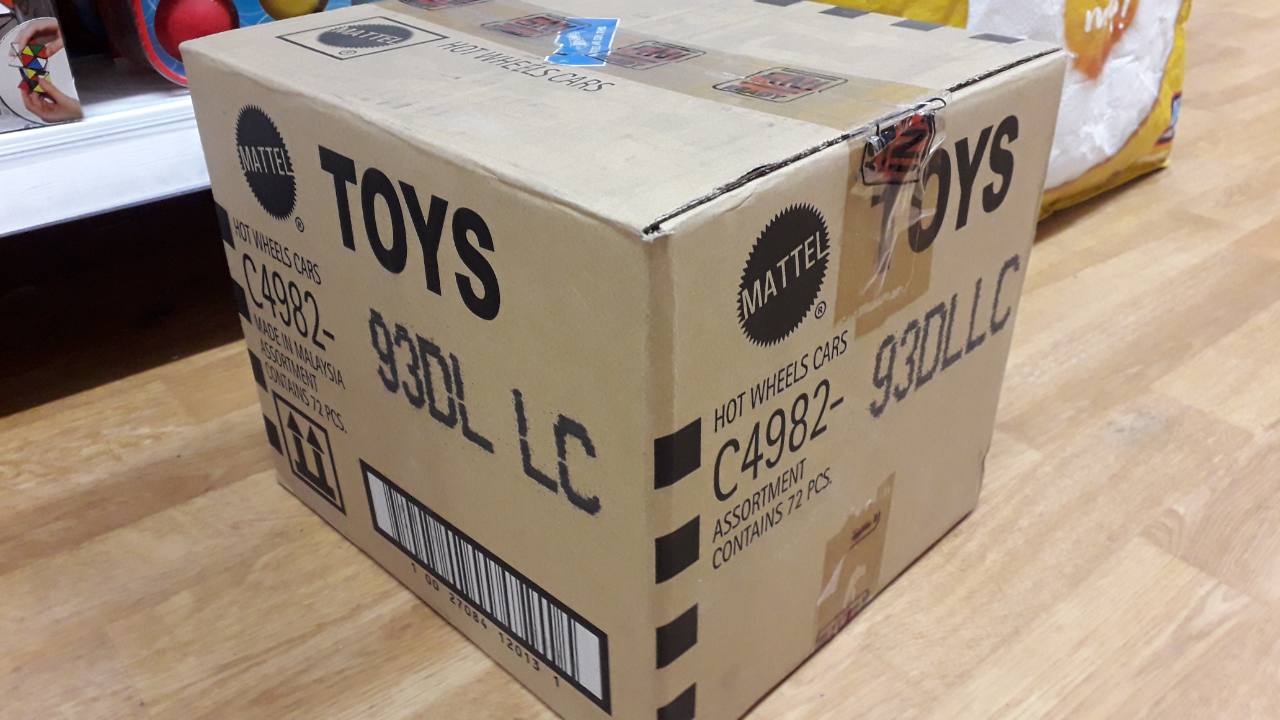 MATTEL
®
HOT WHEELS CARS
MATTEL
®
TOYS
HOT WHEELS CARS
C4982-
MADE IN MALAYSIA
ASSORTMENT
CONTAINS 72 PCS.
93DL LC
1 00 27084 12013 1
MATTEL
®
TOYS
HOT WHEELS CARS
C4982-
ASSORTMENT
CONTAINS 72 PCS.
93DLLC